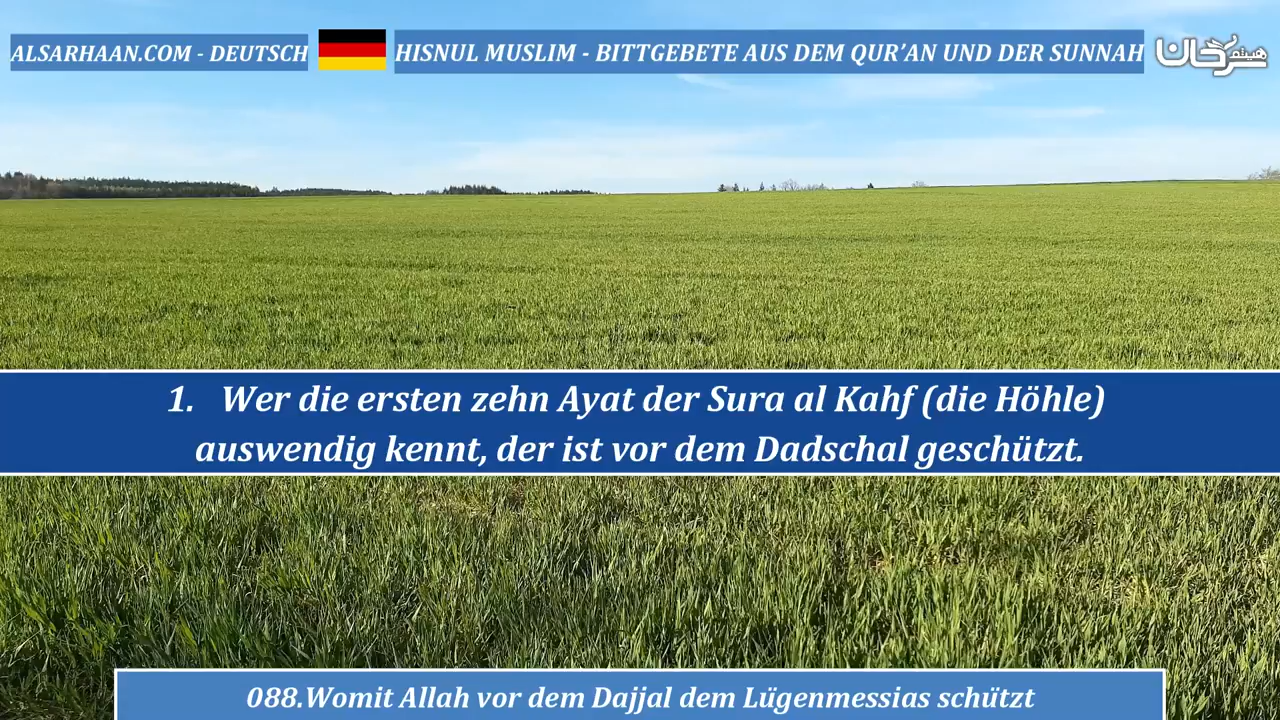 ALSARHAAN.COM - DEUTSCH
HISNUL MUSLIM - BITTGEBETE AUS DEM QUR’AN UND DER SUNNAH
هيثم سرحان
1. Wer die ersten zehn Ayat der Sura al Kahf (die Höhle)
auswendig kennt, der ist vor dem Dadschal geschützt.
088.Womit Allah vor dem Dajjal dem Lügenmessias schützt